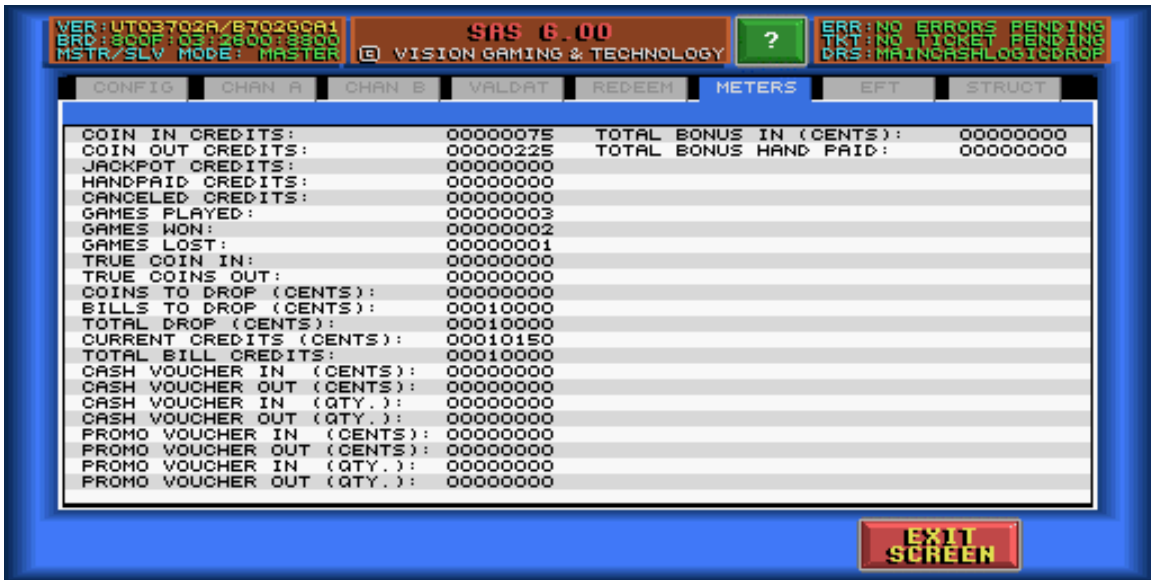 VER:UT03702A/B702GCA1
MSTR/SLV MODE: MASTER
SAS 6.00
VISION GAMING & TECHNOLOGY
?
ERR:NO ERRORS PENDING
TKT:NO TICKET PENDING
DRS:MAINCASHLOGICDROP
CONFIG CHAN A CHAN B VALDAT REDEEM METERS EFT STRUCT
COIN IN CREDITS: 00000075 TOTAL BONUS IN (CENTS): 00000000
COIN OUT CREDITS: 00000225 TOTAL BONUS HAND PAID: 00000000
JACKPOT CREDITS: 00000000
HANDPAID CREDITS: 00000000
CANCELED CREDITS: 00000000
GAMES PLAYED: 00000003
GAMES WON: 00000002
GAMES LOST: 00000001
TRUE COIN IN: 00000000
TRUE COINS OUT: 00000000
COINS TO DROP (CENTS): 00000000
BILLS TO DROP (CENTS): 00010000
TOTAL DROP (CENTS): 00010000
CURRENT CREDITS (CENTS): 00010150
TOTAL BILL CREDITS: 00010000
CASH VOUCHER IN (CENTS): 00000000
CASH VOUCHER OUT (CENTS): 00000000
CASH VOUCHER IN (QTY.): 00000000
CASH VOUCHER OUT (QTY.): 00000000
PROMO VOUCHER IN (CENTS): 00000000
PROMO VOUCHER OUT (CENTS): 00000000
PROMO VOUCHER IN (QTY.): 00000000
PROMO VOUCHER OUT (QTY.): 00000000
EXIT
SCREEN